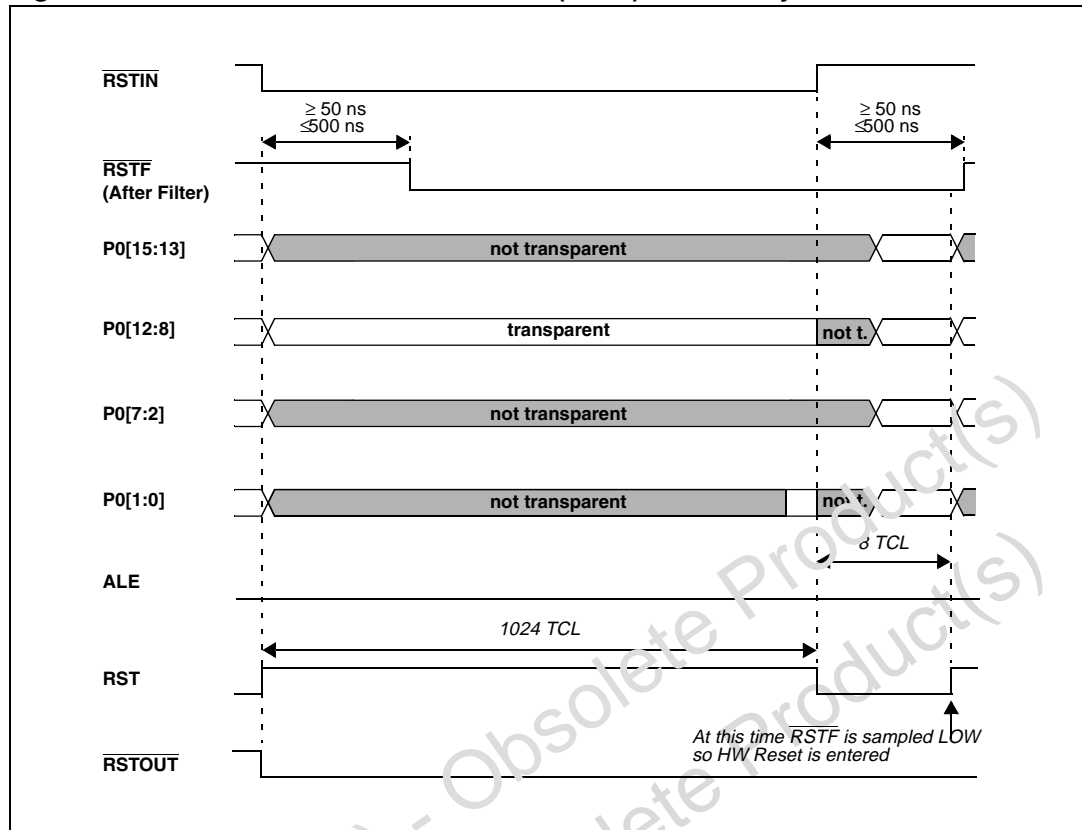 RSTIN
≥ 50 ns
≤500 ns
≥ 50 ns
≤500 ns
RSTF
(After Filter)
P0[15:13]
not transparent
P0[12:8]
transparent
not t.
P0[7:2]
not transparent
P0[1:0]
not transparent
not t.
8 TCL
ALE
1024 TCL
RST
At this time RSTF is sampled LOW
so HW Reset is entered
RSTOUT
Obsolete Product(s)
- Obsolete Product(s)